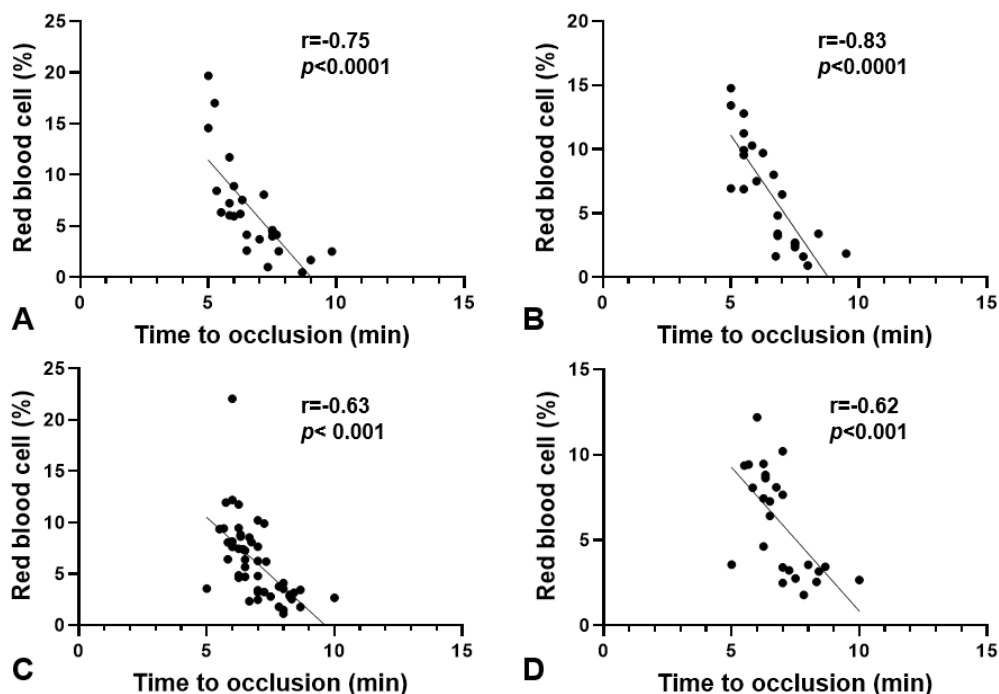 25
20
15
10
5
0
Red blood cell (%)
r=-0.75
p<0.0001
0
5
10
15
Time to occlusion (min)
A
20
15
10
5
0
Red blood cell (%)
r=-0.83
p<0.0001
0
5
10
15
Time to occlusion (min)
B
25
20
15
10
5
0
Red blood cell (%)
r=-0.63
p< 0.001
0
5
10
15
Time to occlusion (min)
C
15
10
5
0
Red blood cell (%)
r=-0.62
p<0.001
0
5
10
15
Time to occlusion (min)
D